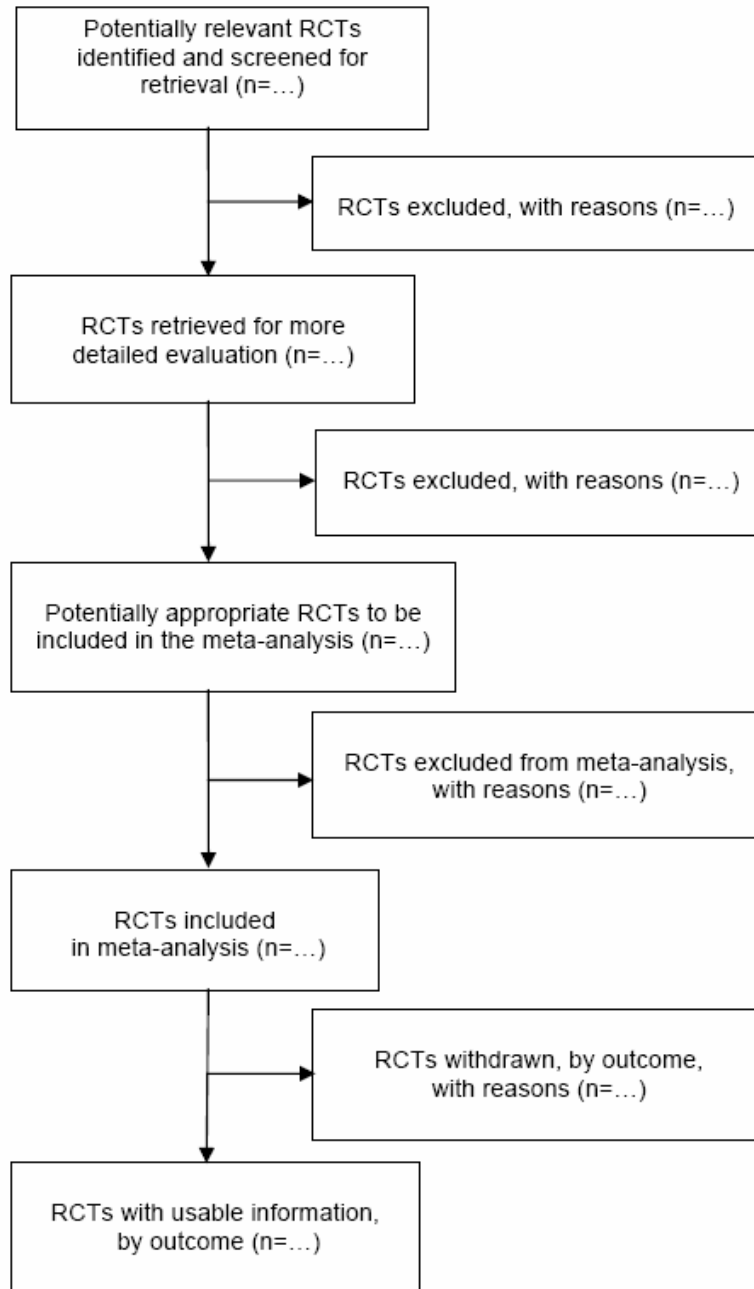 Potentially relevant RCTs
identified and screened for
retrieval (n=…)
RCTs excluded, with reasons (n=…)
RCTs retrieved for more
detailed evaluation (n=…)
RCTs excluded, with reasons (n=…)
Potentially appropriate RCTs to be
included in the meta-analysis (n=…)
RCTs excluded from meta-analysis,
with reasons (n=…)
RCTs included
in meta-analysis (n=…)
RCTs withdrawn, by outcome,
with reasons (n=…)
RCTs with usable information,
by outcome (n=…)